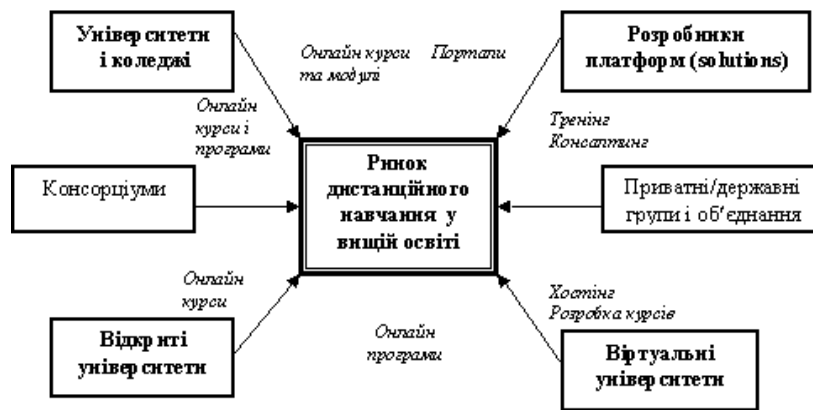 Університети
і коледжі
Онлайн курси
та модулі
Портали
Розробники
платформ (solutions)
Онлайн
курси і
програми
Тренінг
Консалтинг
Консорціуми
Ринок
дистанційного
навчання у
вищій освіті
Приватні/державні
групи і об'єднання
Онлайн
курси
Хостінг
Розробка курсів
Відкриті
університети
Онлайн
програми
Віртуальні
університети